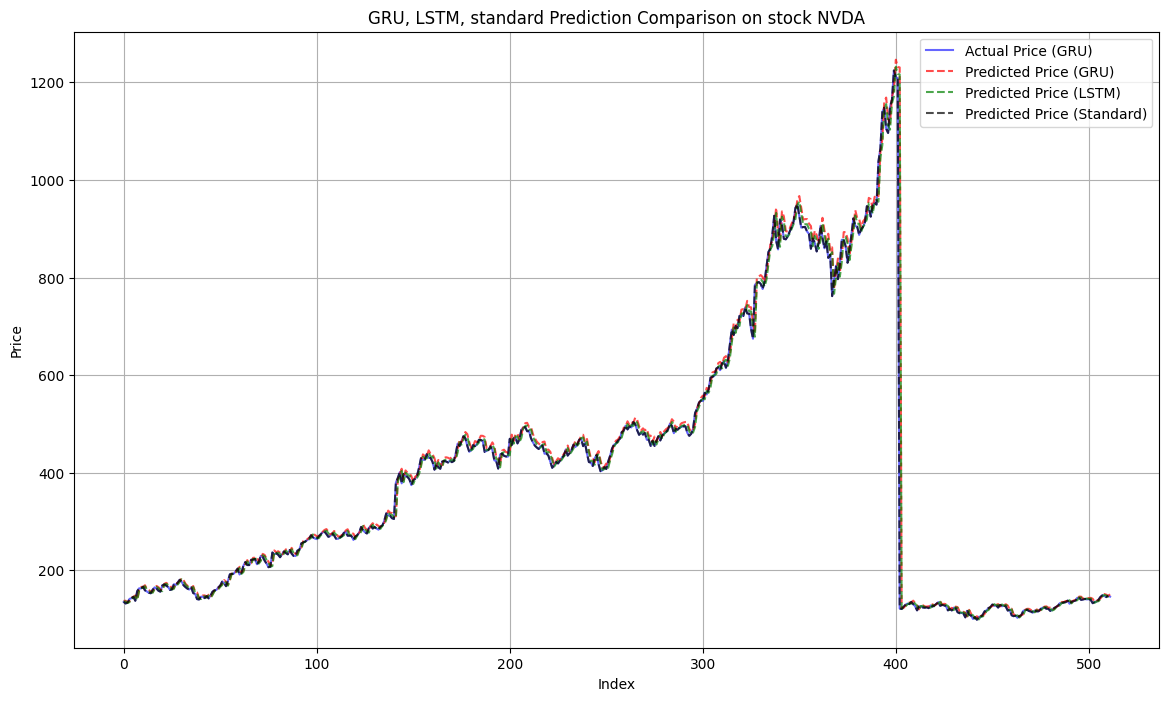 GRU, LSTM, standard Prediction Comparison on stock NVDA
Actual Price (GRU)
Predicted Price (GRU)
Predicted Price (LSTM)
Predicted Price (Standard)
1200
1000
800
600
400
200
Price
0 100 200 300 400 500
Index